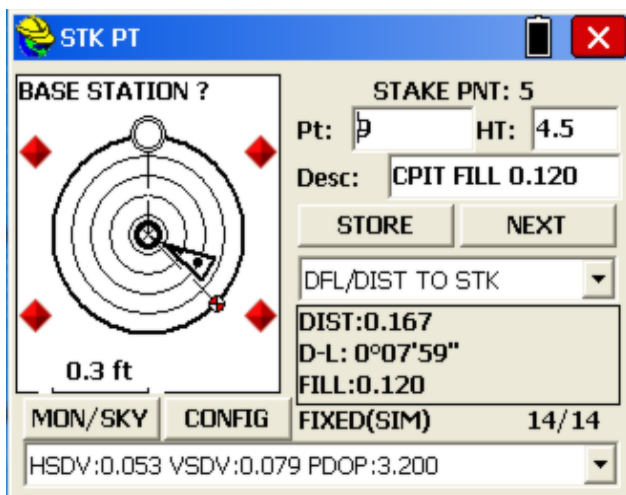 STK PT
BASE STATION ?
STAKE PNT: 5
Pt: 9 HT: 4.5
Desc: CPIT FILL 0.120
STORE NEXT
DFL/DIST TO STK
DIST:0.167
D-L: 0°07'59"
FILL:0.120
0.3 ft
MON/SKY CONFIG FIXED(SIM) 14/14
HSDV:0.053 VSDV:0.079 PDOP:3.200